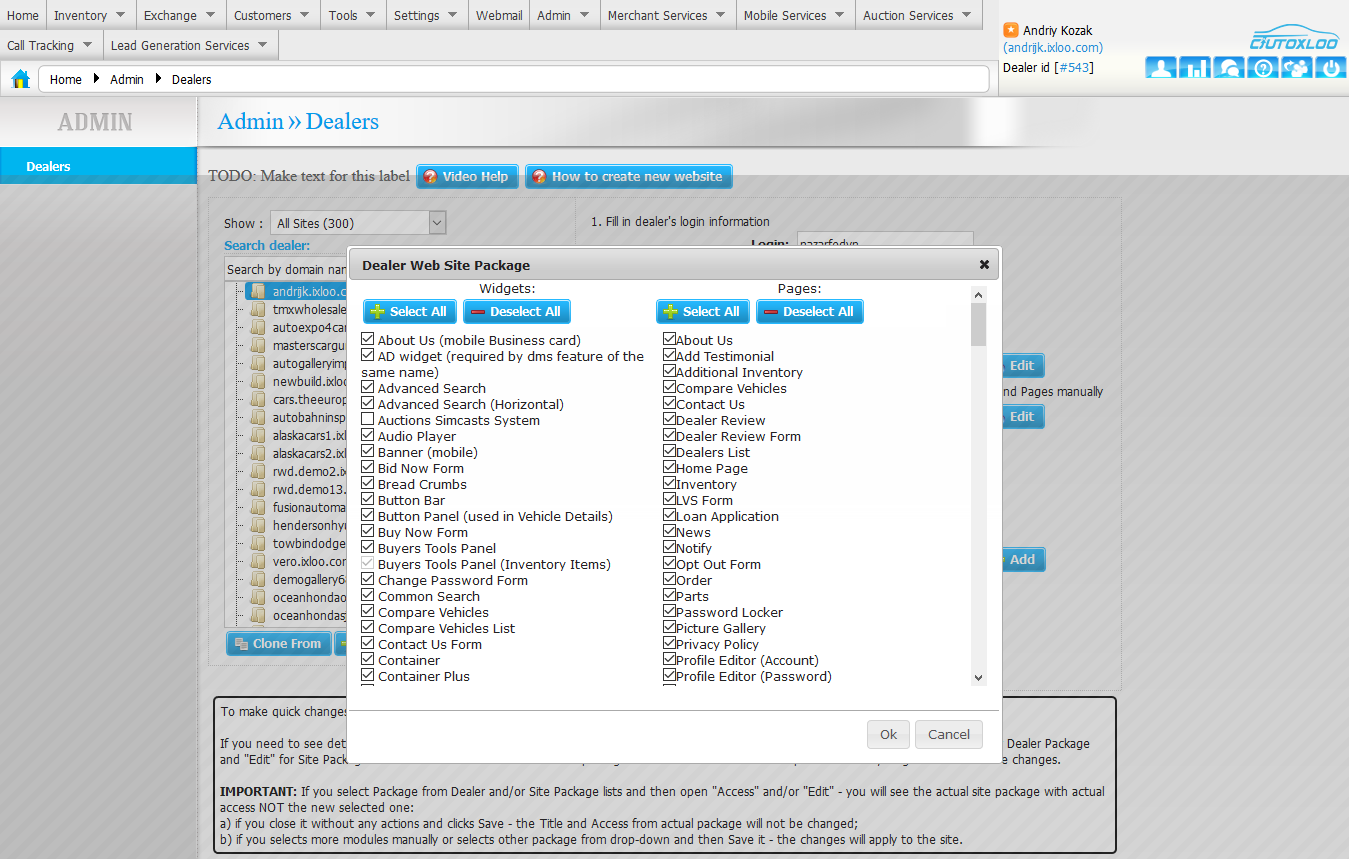 Home Inventory Exchange Customers Tools Settings Webmail Admin Merchant Services Mobile Services Auction Services
Call Tracking Lead Generation Services
Andriy Kozak
(andrijk.ixloo.com)
Dealer id [#543]
AUTOXLOO
Home Admin Dealers
ADMIN
Admin » Dealers
Dealers
TODO: Make text for this label Video Help How to create new website
Show : All Sites (300)
1. Fill in dealer's login information
Search dealer:
Login: nazarfedyn
Search by domain nam
Dealer Web Site Package
Widgets:
Select All Deselect All
About Us (mobile Business card)
AD widget (required by dms feature of the
same name)
Advanced Search
Advanced Search (Horizontal)
Auctions Simcasts System
Audio Player
Banner (mobile)
Bid Now Form
Bread Crumbs
Button Bar
Button Panel (used in Vehicle Details)
Buy Now Form
Buyers Tools Panel
Buyers Tools Panel (Inventory Items)
Change Password Form
Common Search
Compare Vehicles
Compare Vehicles List
Contact Us Form
Container
Container Plus
Pages:
Select All Deselect All
About Us
Add Testimonial
Additional Inventory
Compare Vehicles
Contact Us
Dealer Review
Dealer Review Form
Dealers List
Home Page
Inventory
LVS Form
Loan Application
News
Notify
Opt Out Form
Order
Parts
Password Locker
Picture Gallery
Privacy Policy
Profile Editor (Account)
Profile Editor (Password)
Ok Cancel
andrijk.ixloo.c
tmxwholesale
autoexpo4car
masterscargu
autogalleryimp
newbuild.ixloo
cars.theeurop
autobahninsp
alaskacars1.ixl
alaskacars2.ixl
rwd.demo2.ix
rwd.demo13.
fusionautoma
hendersonhyu
towbindodge
vero.ixloo.com
demogallery6
oceanhondao
oceanhondas
Clone From
Edit
nd Pages manually
Edit
Add
To make quick changes
If you need to see det
Dealer Package
and "Edit" for Site Pack
e changes.
IMPORTANT: If you select Package from Dealer and/or Site Package lists and then open "Access" and/or "Edit" - you will see the actual site package with actual
access NOT the new selected one:
a) if you close it without any actions and clicks Save - the Title and Access from actual package will not be changed;
b) if you selects more modules manually or selects other package from drop-down and then Save it - the changes will apply to the site.